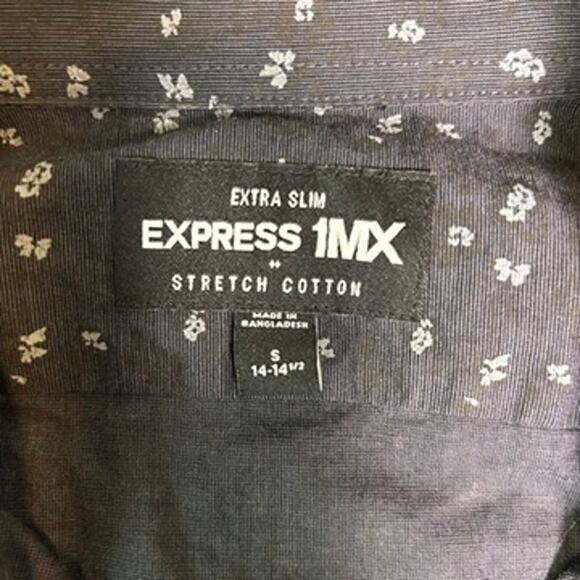 EXTRA SLIM
EXPRESS 1MX
STRETCH COTTON
MADE IN
BANGLADESH
S
14-14 1/2